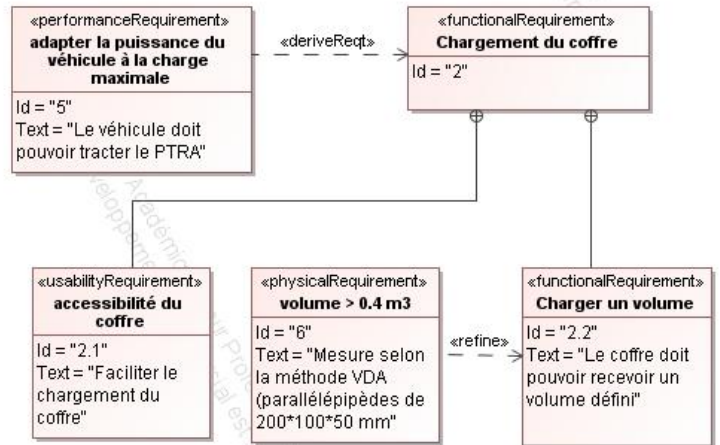 «performanceRequirement»
adapter la puissance du
véhicule à la charge
maximale
Id = "5"
Text = "Le véhicule doit
pouvoir tracter le PTRA"
«deriveReqt»
«functionalRequirement»
Chargement du coffre
Id = "2"
«usabilityRequirement»
accessibilité du
coffre
Id = "2.1"
Text = "Faciliter le
chargement du
coffre"
«physicalRequirement»
volume > 0.4 m3
Id = "6"
Text = "Mesure selon
la méthode VDA
(parallélépipèdes de
200*100*50 mm"
«refine»
«functionalRequirement»
Charger un volume
Id = "2.2"
Text = "Le coffre doit
pouvoir recevoir un
volume défini"